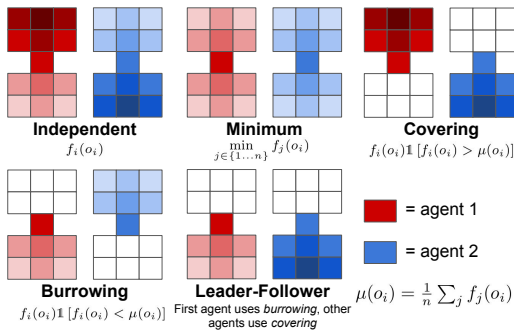 Independent
f_i(o_i)
Minimum
min_{j∈{1...n}} f_j(o_i)
Covering
f_i(o_i)𝟙 [f_i(o_i) > μ(o_i)]
Burrowing
f_i(o_i)𝟙 [f_i(o_i) < μ(o_i)]
Leader-Follower
First agent uses burrowing, other
agents use covering
= agent 1
= agent 2
μ(o_i) = \frac{1}{n} ∑_j f_j(o_i)